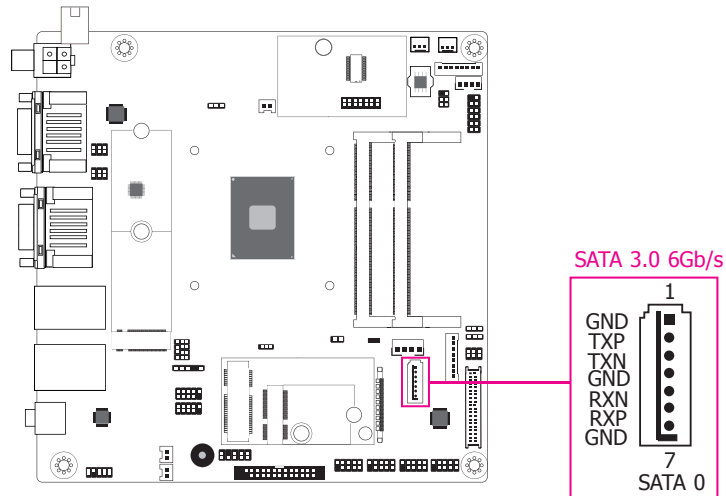 SATA 3.0 6Gb/s
1
GND
TXP
TXN
GND
RXN
RXP
GND
7
SATA 0